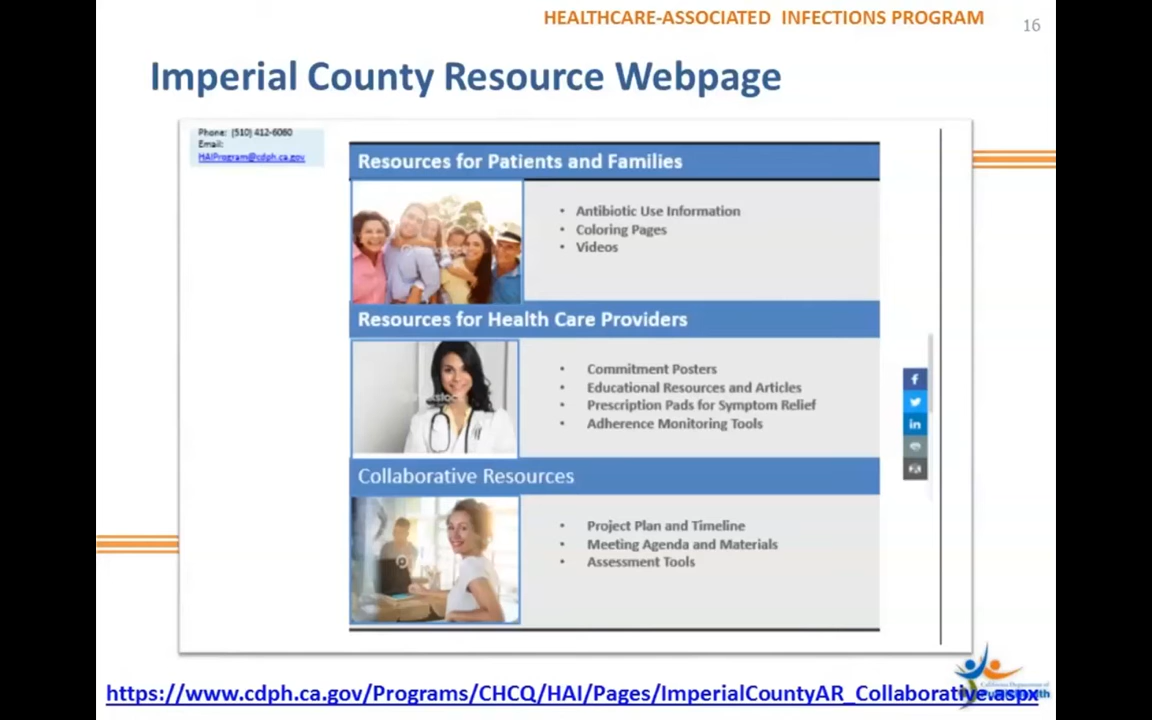 HEALTHCARE-ASSOCIATED INFECTIONS PROGRAM
16
Imperial County Resource Webpage
Phone: (510) 412-6060
Email:
HAIProgram@cdph.ca.gov
Resources for Patients and Families
• Antibiotic Use Information
• Coloring Pages
• Videos
Resources for Health Care Providers
• Commitment Posters
• Educational Resources and Articles
• Prescription Pads for Symptom Relief
• Adherence Monitoring Tools
Collaborative Resources
• Project Plan and Timeline
• Meeting Agenda and Materials
• Assessment Tools
https://www.cdph.ca.gov/Programs/CHCQ/HAI/Pages/ImperialCountyAR_Collaborative.aspx